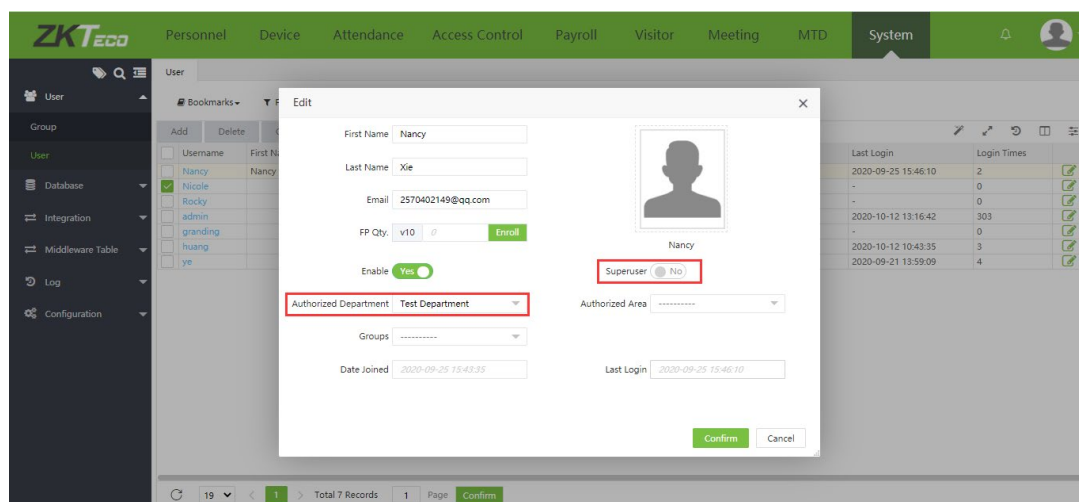 ZKTECO Personnel Device Attendance Access Control Payroll Visitor Meeting MTD System
User
User Bookmarks
Edit
Group
First Name Nancy
Add Delete
User
Username Last Login Login Times
Last Name Xie
Nancy Nancy 2020-09-25 15:46:10 2
Database
Nicole - 0
Email 2570402149@qq.com
Rocky - 0
Integration
admin 2020-10-12 13:16:42 303
FP Qty. v10 0 Enroll
granding - 0
Nancy
Middleware Table
huang 2020-10-12 10:43:35 3
ye 2020-09-21 13:59:09 4
Enable Yes Superuser No
Log
Authorized Department Test Department Authorized Area ----------
Configuration
Groups ----------
Date Joined 2020-09-25 15:43:35 Last Login 2020-09-25 15:46:10
Confirm Cancel
19 < 1 > Total 7 Records 1 Page Confirm